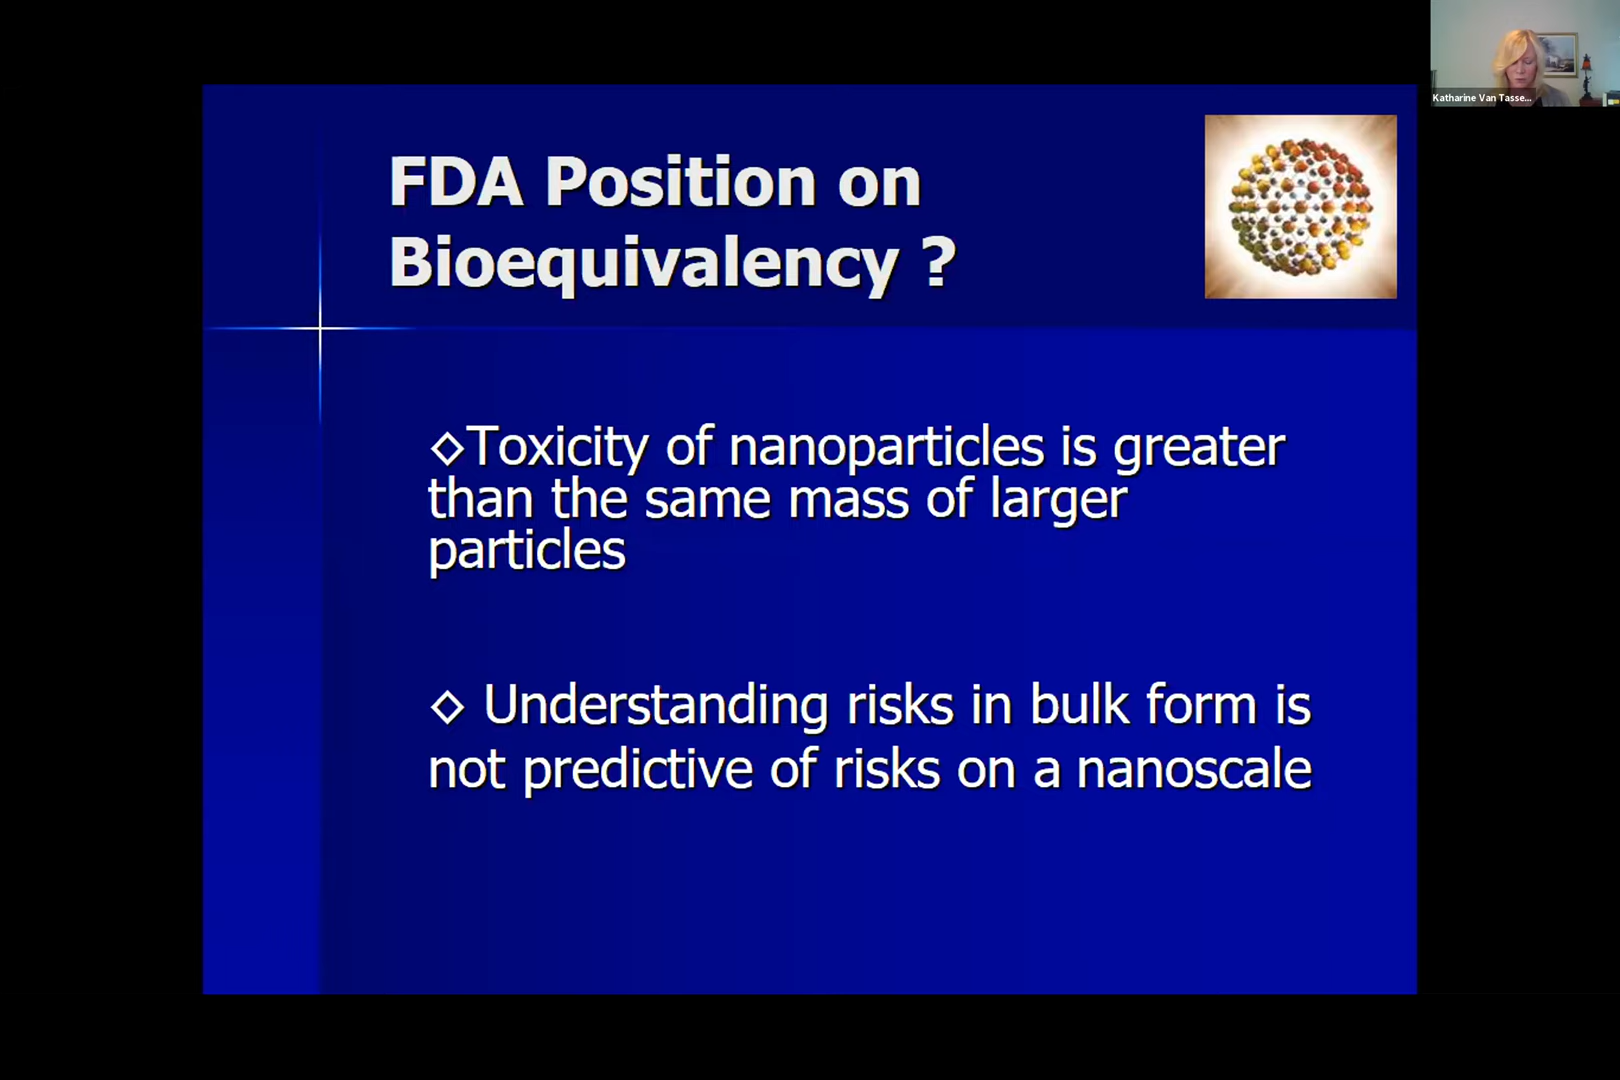 FDA Position on
Bioequivalency ?
◇Toxicity of nanoparticles is greater
than the same mass of larger
particles
◇ Understanding risks in bulk form is
not predictive of risks on a nanoscale
Katharine Van Tasse...